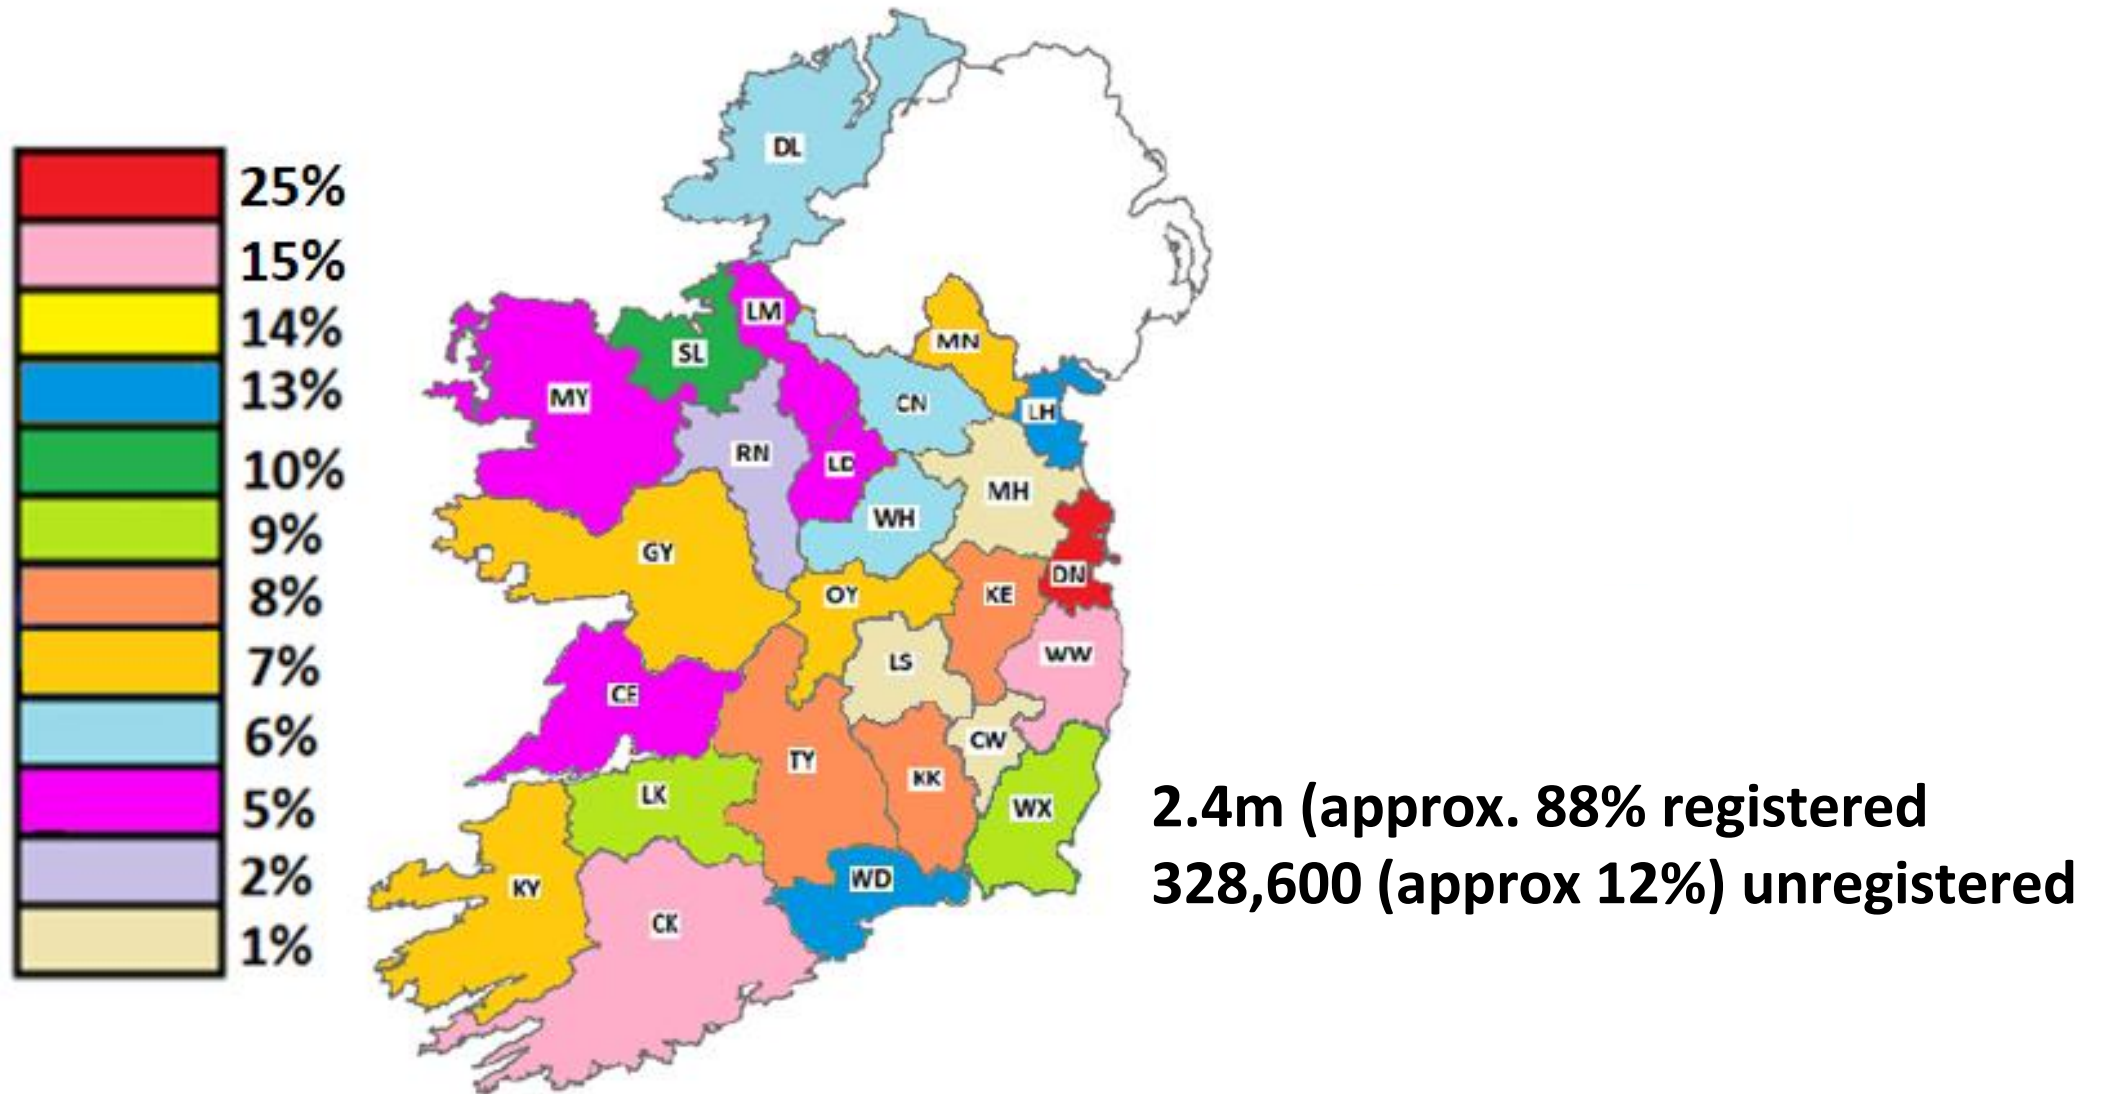 25%
15%
14%
13%
10%
9%
8%
7%
6%
5%
2%
1%
DL
LM
MN
SL
MY
CN
LH
RN
LD
MH
WH
GY
DN
OY
KE
WW
LS
CE
CW
TY
KK
LK
WX
WD
KY
CK
2.4m (approx. 88% registered
328,600 (approx 12%) unregistered